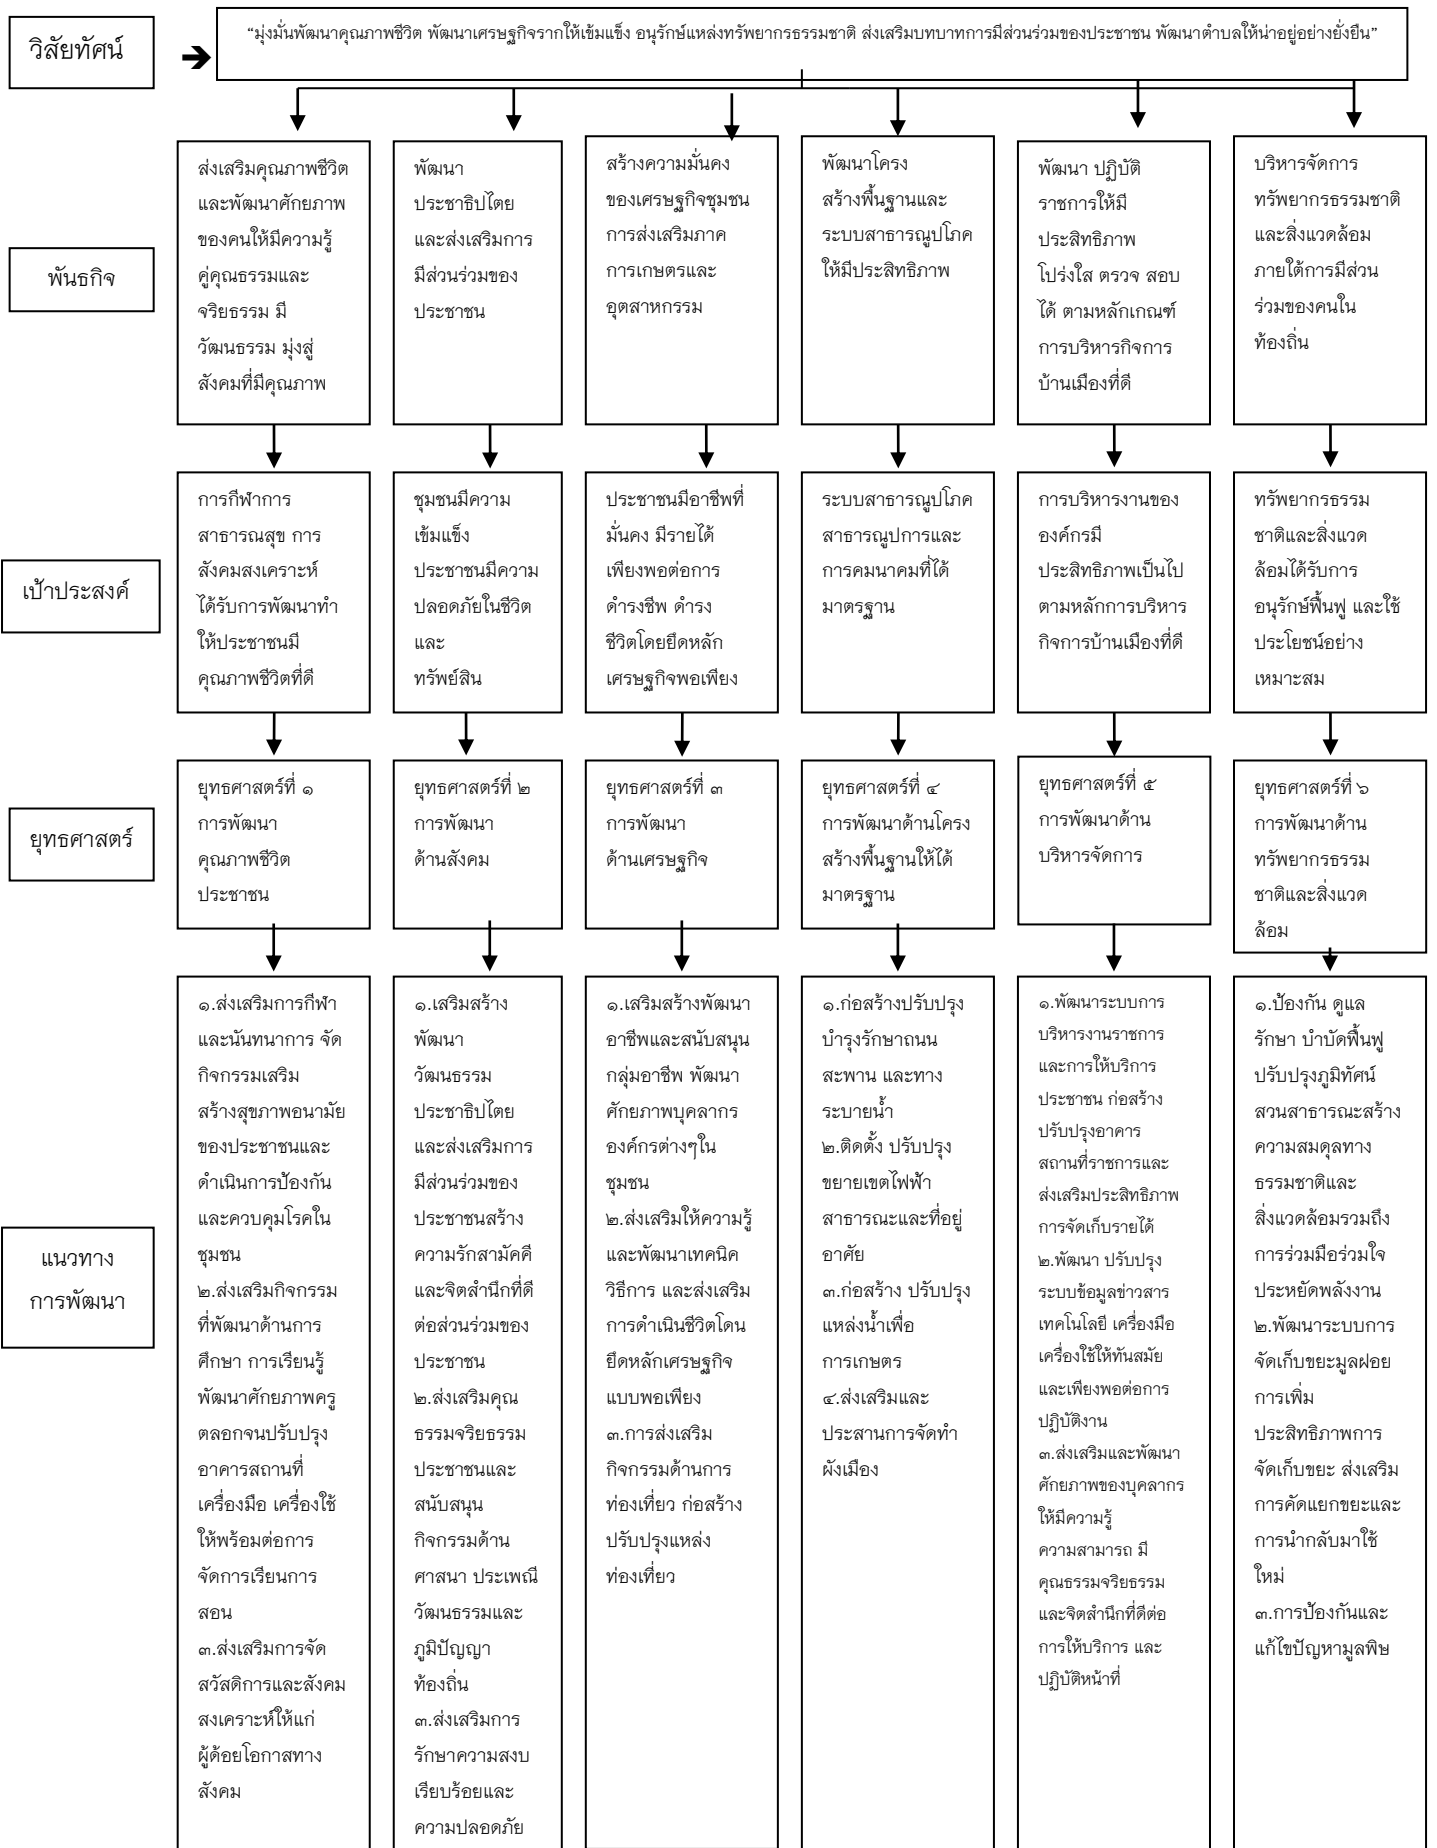 วิสัยทัศน์
“มุ่งมั่นพัฒนาคุณภาพชีวิต พัฒนาเศรษฐกิจรากให้เข้มแข็ง อนุรักษ์แหล่งทรัพยากรธรรมชาติ ส่งเสริมบทบาทการมีส่วนร่วมของประชาชน พัฒนาตำบลให้น่าอยู่อย่างยั่งยืน”
พันธกิจ
ส่งเสริมคุณภาพชีวิต
และพัฒนาศักยภาพ
ของคนให้มีความรู้
คู่คุณธรรมและ
จริยธรรม มี
วัฒนธรรม มุ่งสู่
สังคมที่มีคุณภาพ
พัฒนา
ประชาธิปไตย
และส่งเสริมการ
มีส่วนร่วมของ
ประชาชน
สร้างความมั่นคง
ของเศรษฐกิจชุมชน
การส่งเสริมภาค
การเกษตรและ
อุตสาหกรรม
พัฒนาโครง
สร้างพื้นฐานและ
ระบบสาธารณูปโภค
ให้มีประสิทธิภาพ
พัฒนา ปฏิบัติ
ราชการให้มี
ประสิทธิภาพ
โปร่งใส ตรวจ สอบ
ได้ ตามหลักเกณฑ์
การบริหารกิจการ
บ้านเมืองที่ดี
บริหารจัดการ
ทรัพยากรธรรมชาติ
และสิ่งแวดล้อม
ภายใต้การมีส่วน
ร่วมของคนใน
ท้องถิ่น
เป้าประสงค์
การกีฬาการ
สาธารณสุข การ
สังคมสงเคราะห์
ได้รับการพัฒนาทำ
ให้ประชาชนมี
คุณภาพชีวิตที่ดี
ชุมชนมีความ
เข้มแข็ง
ประชาชนมีความ
ปลอดภัยในชีวิต
และ
ทรัพย์สิน
ประชาชนมีอาชีพที่
มั่นคง มีรายได้
เพียงพอต่อการ
ดำรงชีพ ดำรง
ชีวิตโดยยึดหลัก
เศรษฐกิจพอเพียง
ระบบสาธารณูปโภค
สาธารณูปการและ
การคมนาคมที่ได้
มาตรฐาน
การบริหารงานของ
องค์กรมี
ประสิทธิภาพเป็นไป
ตามหลักการบริหาร
กิจการบ้านเมืองที่ดี
ทรัพยากรธรรม
ชาติและสิ่งแวด
ล้อมได้รับการ
อนุรักษ์ฟื้นฟู และใช้
ประโยชน์อย่าง
เหมาะสม
ยุทธศาสตร์
ยุทธศาสตร์ที่ ๑
การพัฒนา
คุณภาพชีวิต
ประชาชน
ยุทธศาสตร์ที่ ๒
การพัฒนา
ด้านสังคม
ยุทธศาสตร์ที่ ๓
การพัฒนา
ด้านเศรษฐกิจ
ยุทธศาสตร์ที่ ๔
การพัฒนาด้านโครง
สร้างพื้นฐานให้ได้
มาตรฐาน
ยุทธศาสตร์ที่ ๕
การพัฒนาด้าน
บริหารจัดการ
ยุทธศาสตร์ที่ ๖
การพัฒนาด้าน
ทรัพยากรธรรม
ชาติและสิ่งแวด
ล้อม
แนวทาง
การพัฒนา
๑.ส่งเสริมการกีฬา
และนันทนาการ จัด
กิจกรรมเสริม
สร้างสุขภาพอนามัย
ของประชาชนและ
ดำเนินการป้องกัน
และควบคุมโรคใน
ชุมชน
๒.ส่งเสริมกิจกรรม
ที่พัฒนาด้านการ
ศึกษา การเรียนรู้
พัฒนาศักยภาพครู
ตลอกจนปรับปรุง
อาคารสถานที่
เครื่องมือ เครื่องใช้
ให้พร้อมต่อการ
จัดการเรียนการ
สอน
๓.ส่งเสริมการจัด
สวัสดิการและสังคม
สงเคราะห์ให้แก่
ผู้ด้อยโอกาสทาง
สังคม
๑.เสริมสร้าง
พัฒนา
วัฒนธรรม
ประชาธิปไตย
และส่งเสริมการ
มีส่วนร่วมของ
ประชาชนสร้าง
ความรักสามัคคี
และจิตสำนึกที่ดี
ต่อส่วนร่วมของ
ประชาชน
๒.ส่งเสริมคุณ
ธรรมจริยธรรม
ประชาชนและ
สนับสนุน
กิจกรรมด้าน
ศาสนา ประเพณี
วัฒนธรรมและ
ภูมิปัญญา
ท้องถิ่น
๓.ส่งเสริมการ
รักษาความสงบ
เรียบร้อยและ
ความปลอดภัย
๑.เสริมสร้างพัฒนา
อาชีพและสนับสนุน
กลุ่มอาชีพ พัฒนา
ศักยภาพบุคลากร
องค์กรต่างๆใน
ชุมชน
๒.ส่งเสริมให้ความรู้
และพัฒนาเทคนิค
วิธีการ และส่งเสริม
การดำเนินชีวิตโดน
ยึดหลักเศรษฐกิจ
แบบพอเพียง
๓.การส่งเสริม
กิจกรรมด้านการ
ท่องเที่ยว ก่อสร้าง
ปรับปรุงแหล่ง
ท่องเที่ยว
๑.ก่อสร้างปรับปรุง
บำรุงรักษาถนน
สะพาน และทาง
ระบายน้ำ
๒.ติดตั้ง ปรับปรุง
ขยายเขตไฟฟ้า
สาธารณะและที่อยู่
อาศัย
๓.ก่อสร้าง ปรับปรุง
แหล่งน้ำเพื่อ
การเกษตร
๔.ส่งเสริมและ
ประสานการจัดทำ
ผังเมือง
๑.พัฒนาระบบการ
บริหารงานราชการ
และการให้บริการ
ประชาชน ก่อสร้าง
ปรับปรุงอาคาร
สถานที่ราชการและ
ส่งเสริมประสิทธิภาพ
การจัดเก็บรายได้
๒.พัฒนา ปรับปรุง
ระบบข้อมูลข่าวสาร
เทคโนโลยี เครื่องมือ
เครื่องใช้ให้ทันสมัย
และเพียงพอต่อการ
ปฏิบัติงาน
๓.ส่งเสริมและพัฒนา
ศักยภาพของบุคลากร
ให้มีความรู้
ความสามารถ มี
คุณธรรมจริยธรรม
และจิตสำนึกที่ดีต่อ
การให้บริการ และ
ปฏิบัติหน้าที่
๑.ป้องกัน ดูแล
รักษา บำบัดฟื้นฟู
ปรับปรุงภูมิทัศน์
สวนสาธารณะสร้าง
ความสมดุลทาง
ธรรมชาติและ
สิ่งแวดล้อมรวมถึง
การร่วมมือร่วมใจ
ประหยัดพลังงาน
๒.พัฒนาระบบการ
จัดเก็บขยะมูลฝอย
การเพิ่ม
ประสิทธิภาพการ
จัดเก็บขยะ ส่งเสริม
การคัดแยกขยะและ
การนำกลับมาใช้
ใหม่
๓.การป้องกันและ
แก้ไขปัญหามูลพิษ